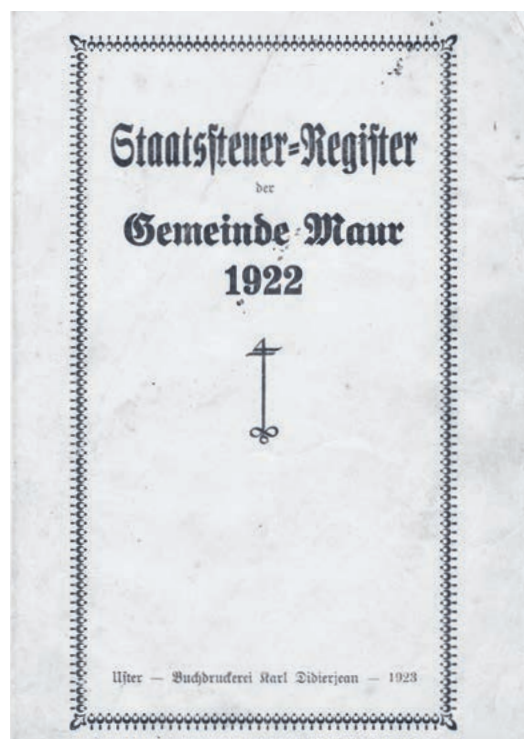 Staatssteuer-Register
der
Gemeinde Maur
1922
Uster — Buchdruckerei Karl Didierjean — 1923